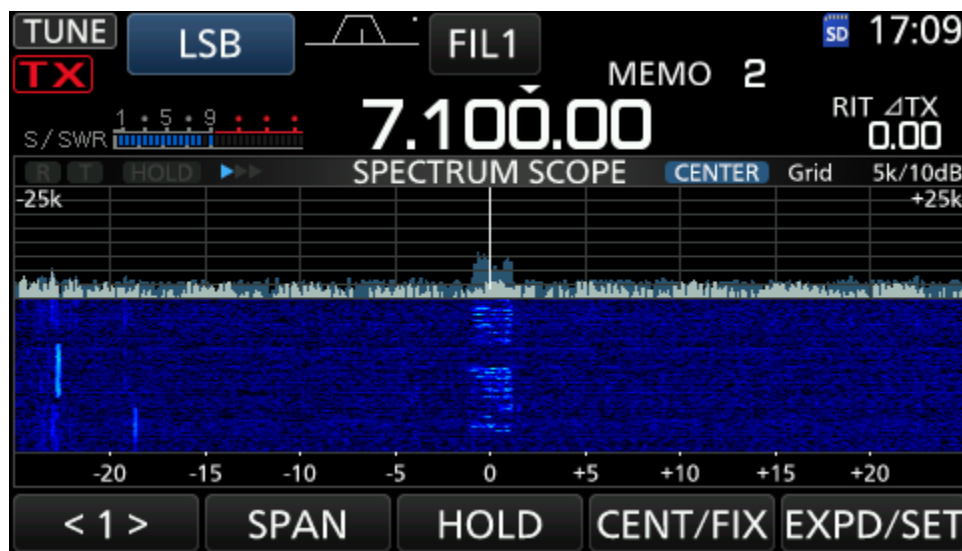 TUNE LSB FIL1 SD 17:09
TX MEMO 2
7.100.00 RIT ⊿TX
S/SWR 1 • 5 • 9 • • • 0.00
R T HOLD SPECTRUM SCOPE CENTER Grid 5k/10dB
-25k +25k
-20 -15 -10 -5 0 +5 +10 +15 +20
< 1 > SPAN HOLD CENT/FIX EXPD/SET